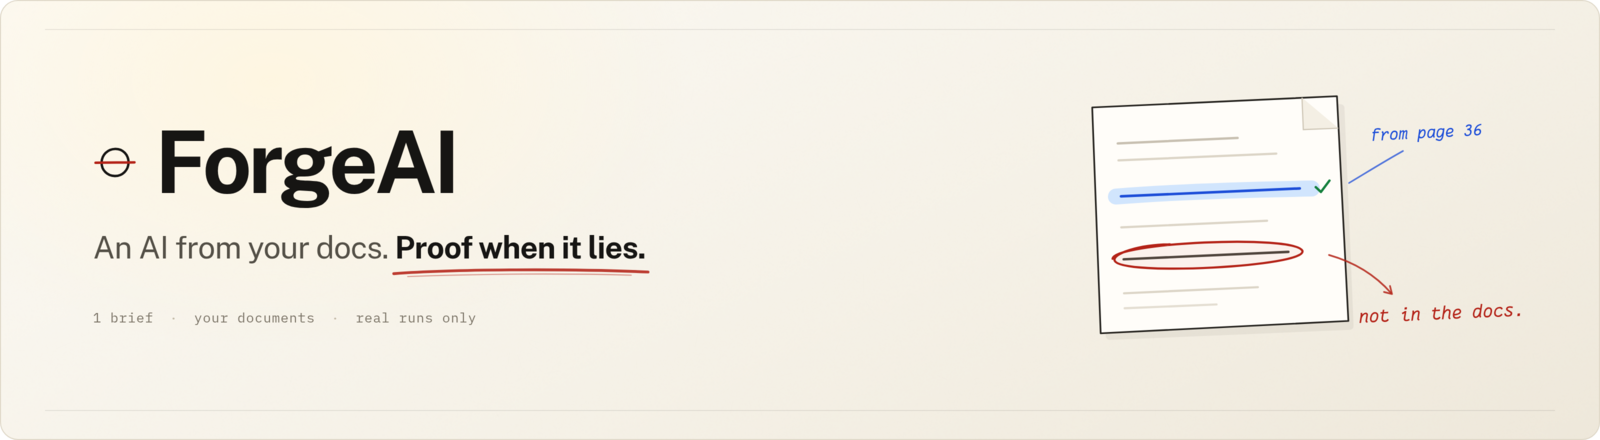 ForgeAI
An AI from your docs. Proof when it lies.
1 brief · your documents · real runs only
from page 36
not in the docs.